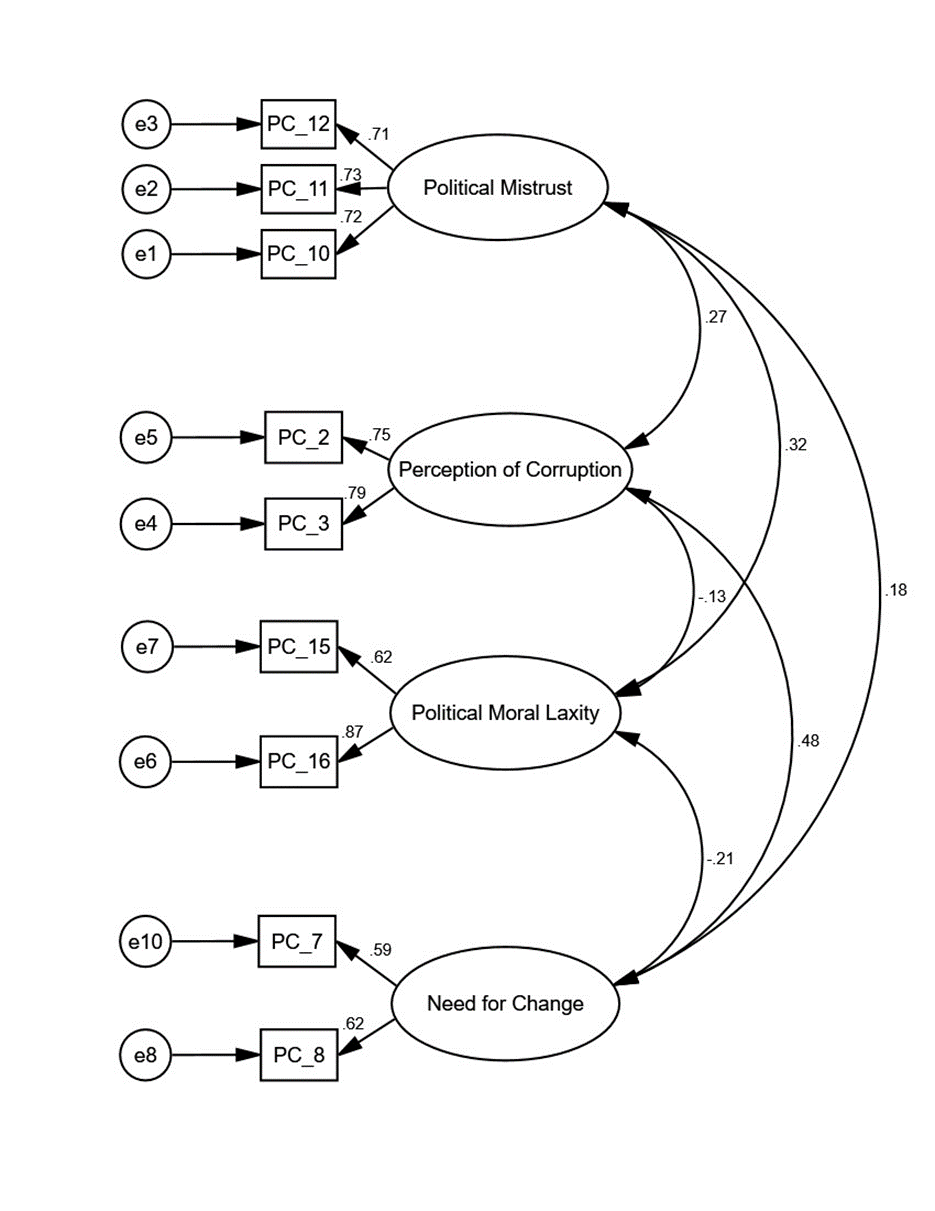 e3
PC_12
.71
e2
PC_11
.73
Political Mistrust
e1
PC_10
.72
.27
.32
.18
e5
PC_2
.75
Perception of Corruption
e4
PC_3
.79
-.13
.48
e7
PC_15
.62
Political Moral Laxity
e6
PC_16
.87
-.21
e10
PC_7
.59
Need for Change
e8
PC_8
.62